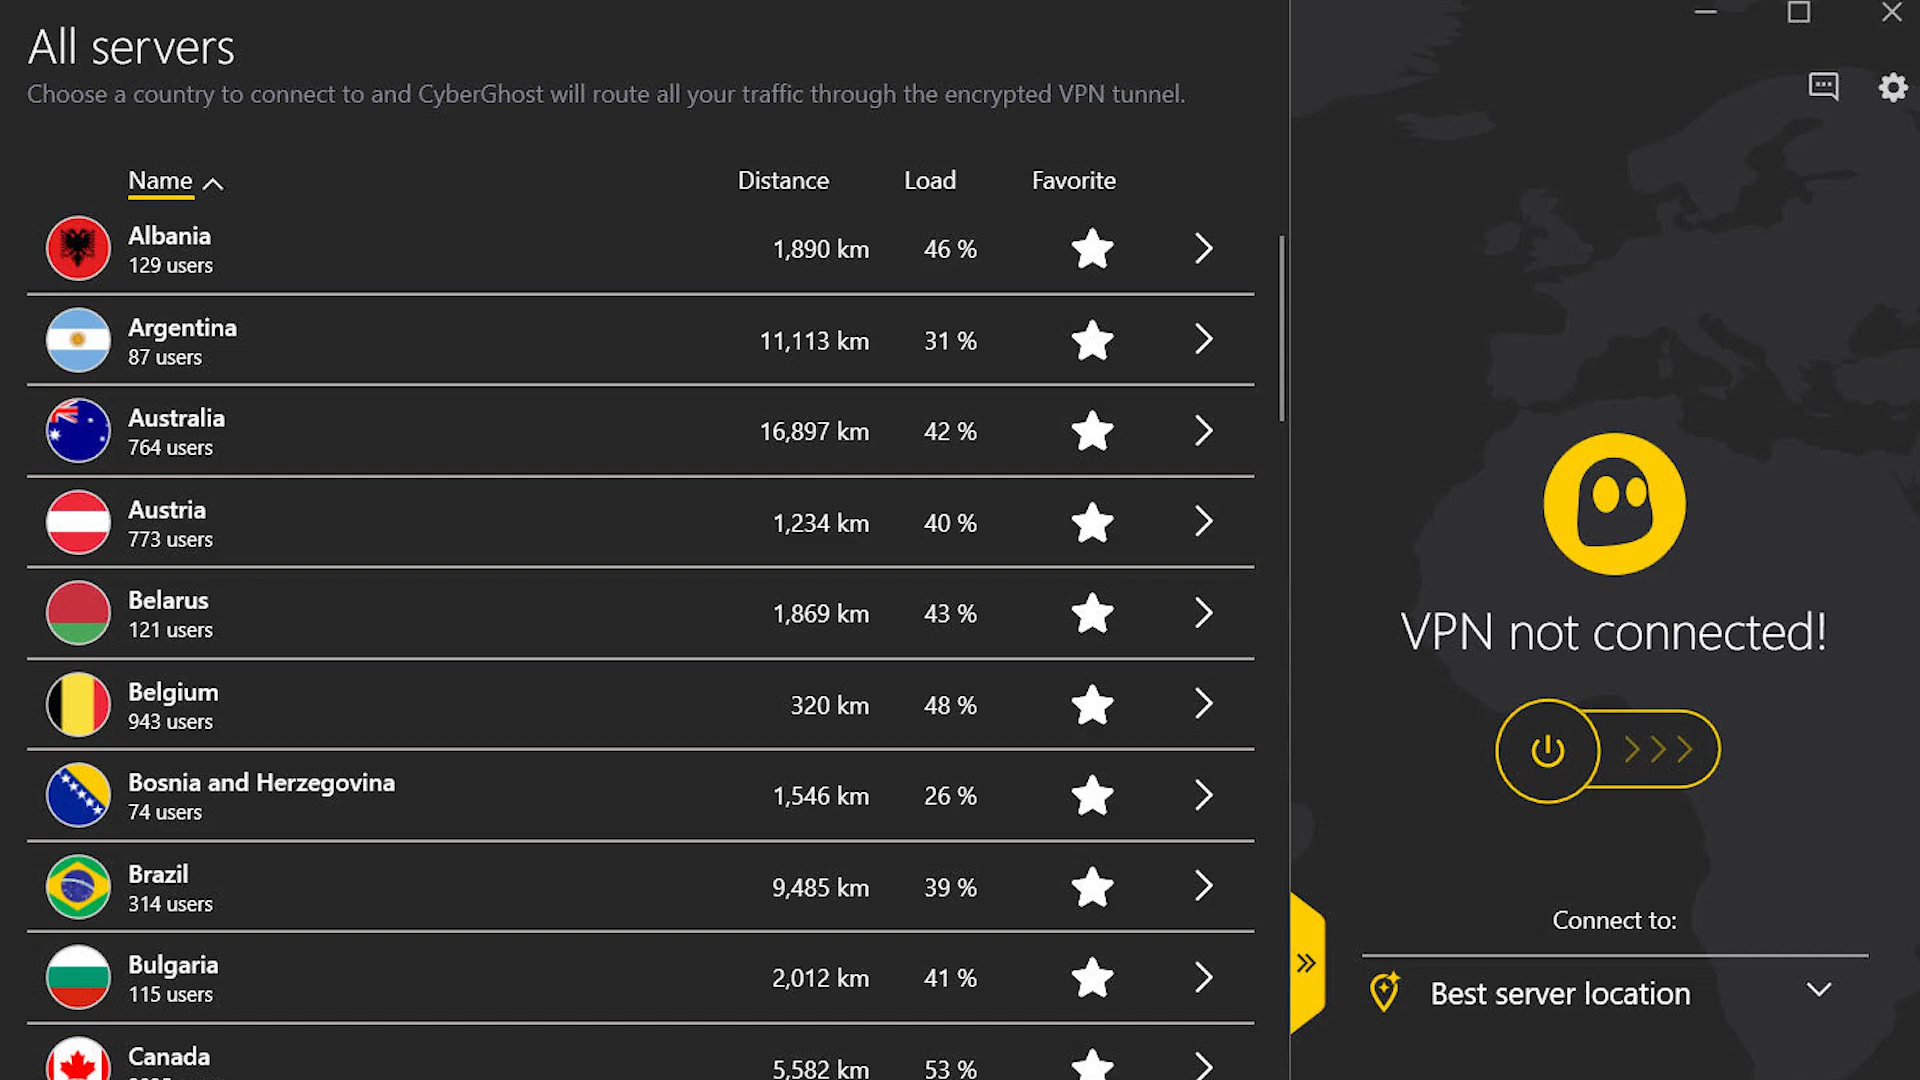 All servers
Choose a country to connect to and CyberGhost will route all your traffic through the encrypted VPN tunnel.
Name Distance Load Favorite
Albania
129 users
1,890 km 46 %
Argentina
87 users
11,113 km 31 %
Australia
764 users
16,897 km 42 %
Austria
773 users
1,234 km 40 %
Belarus
121 users
1,869 km 43 %
Belgium
943 users
320 km 48 %
Bosnia and Herzegovina
74 users
1,546 km 26 %
Brazil
314 users
9,485 km 39 %
Bulgaria
115 users
2,012 km 41 %
Canada
5,582 km 53 %
VPN not connected!
Connect to:
Best server location